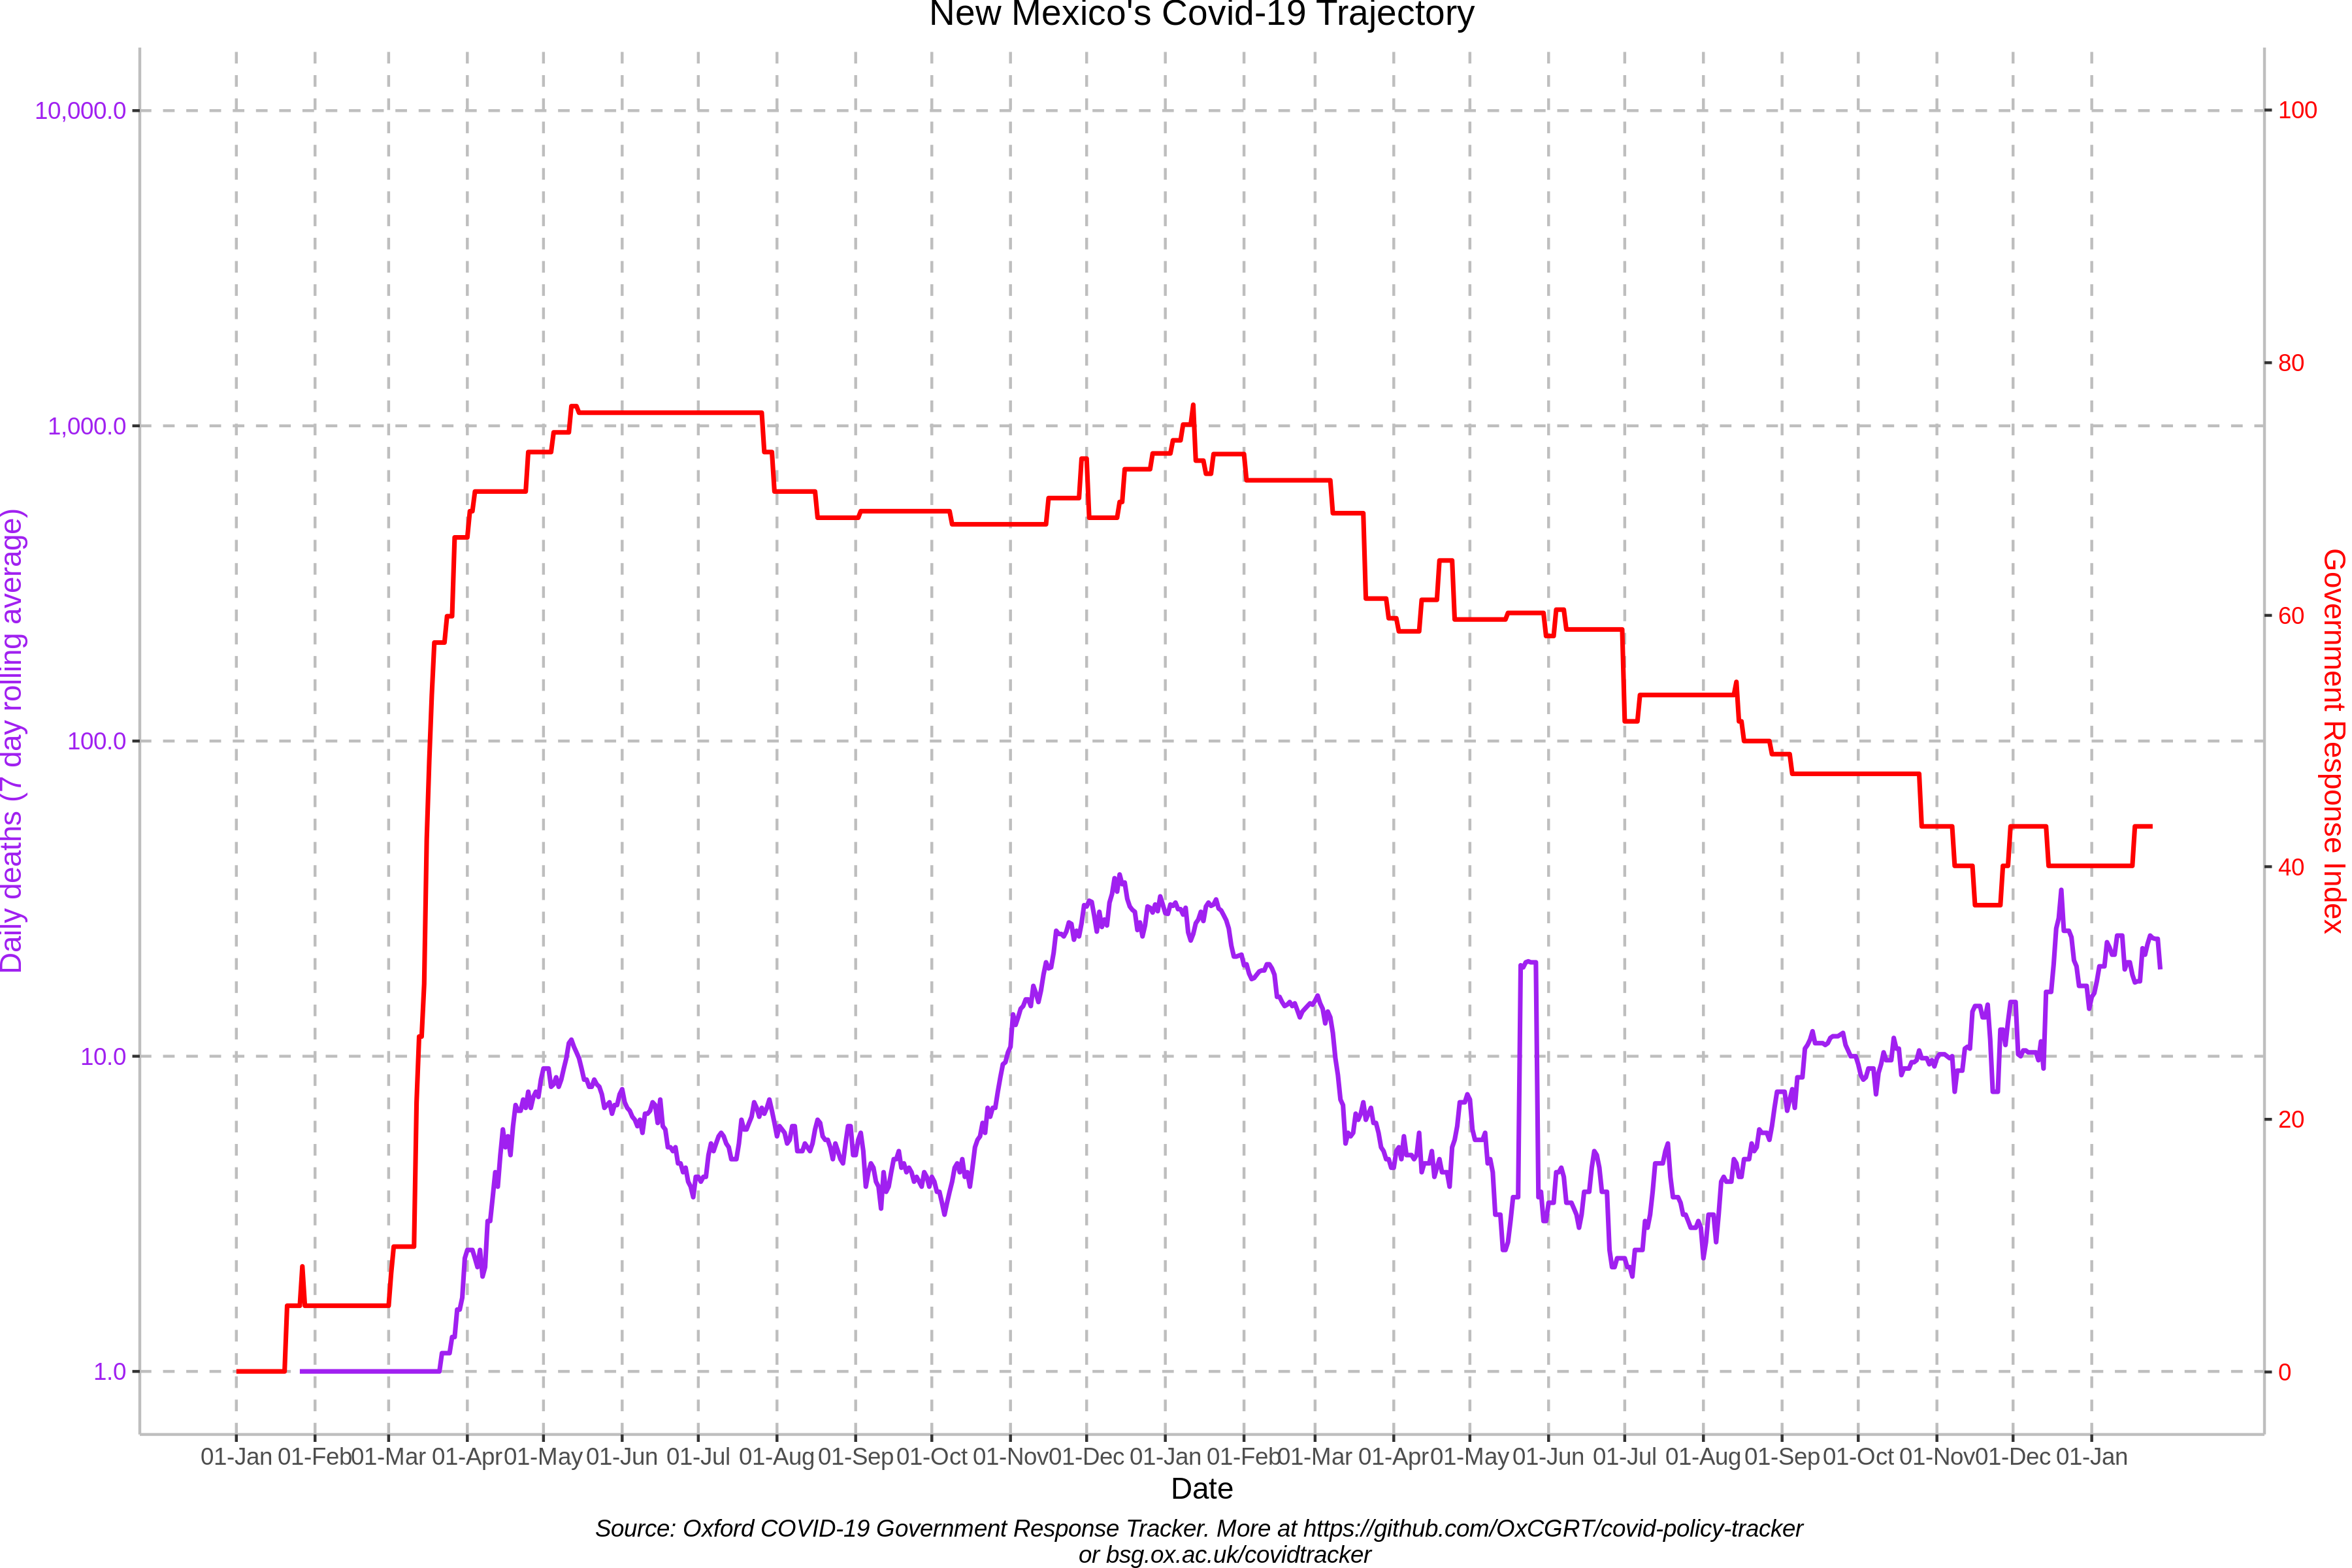 New Mexico's Covid-19 Trajectory
10,000.0
1,000.0
100.0
10.0
1.0
Daily deaths (7 day rolling average)
100
80
60
40
20
0
Government Response Index
01-Jan 01-Feb 01-Mar 01-Apr 01-May 01-Jun 01-Jul 01-Aug 01-Sep 01-Oct 01-Nov 01-Dec 01-Jan 01-Feb 01-Mar 01-Apr 01-May 01-Jun 01-Jul 01-Aug 01-Sep 01-Oct 01-Nov 01-Dec 01-Jan
Date
Source: Oxford COVID-19 Government Response Tracker. More at https://github.com/OxCGRT/covid-policy-tracker
or bsg.ox.ac.uk/covidtracker